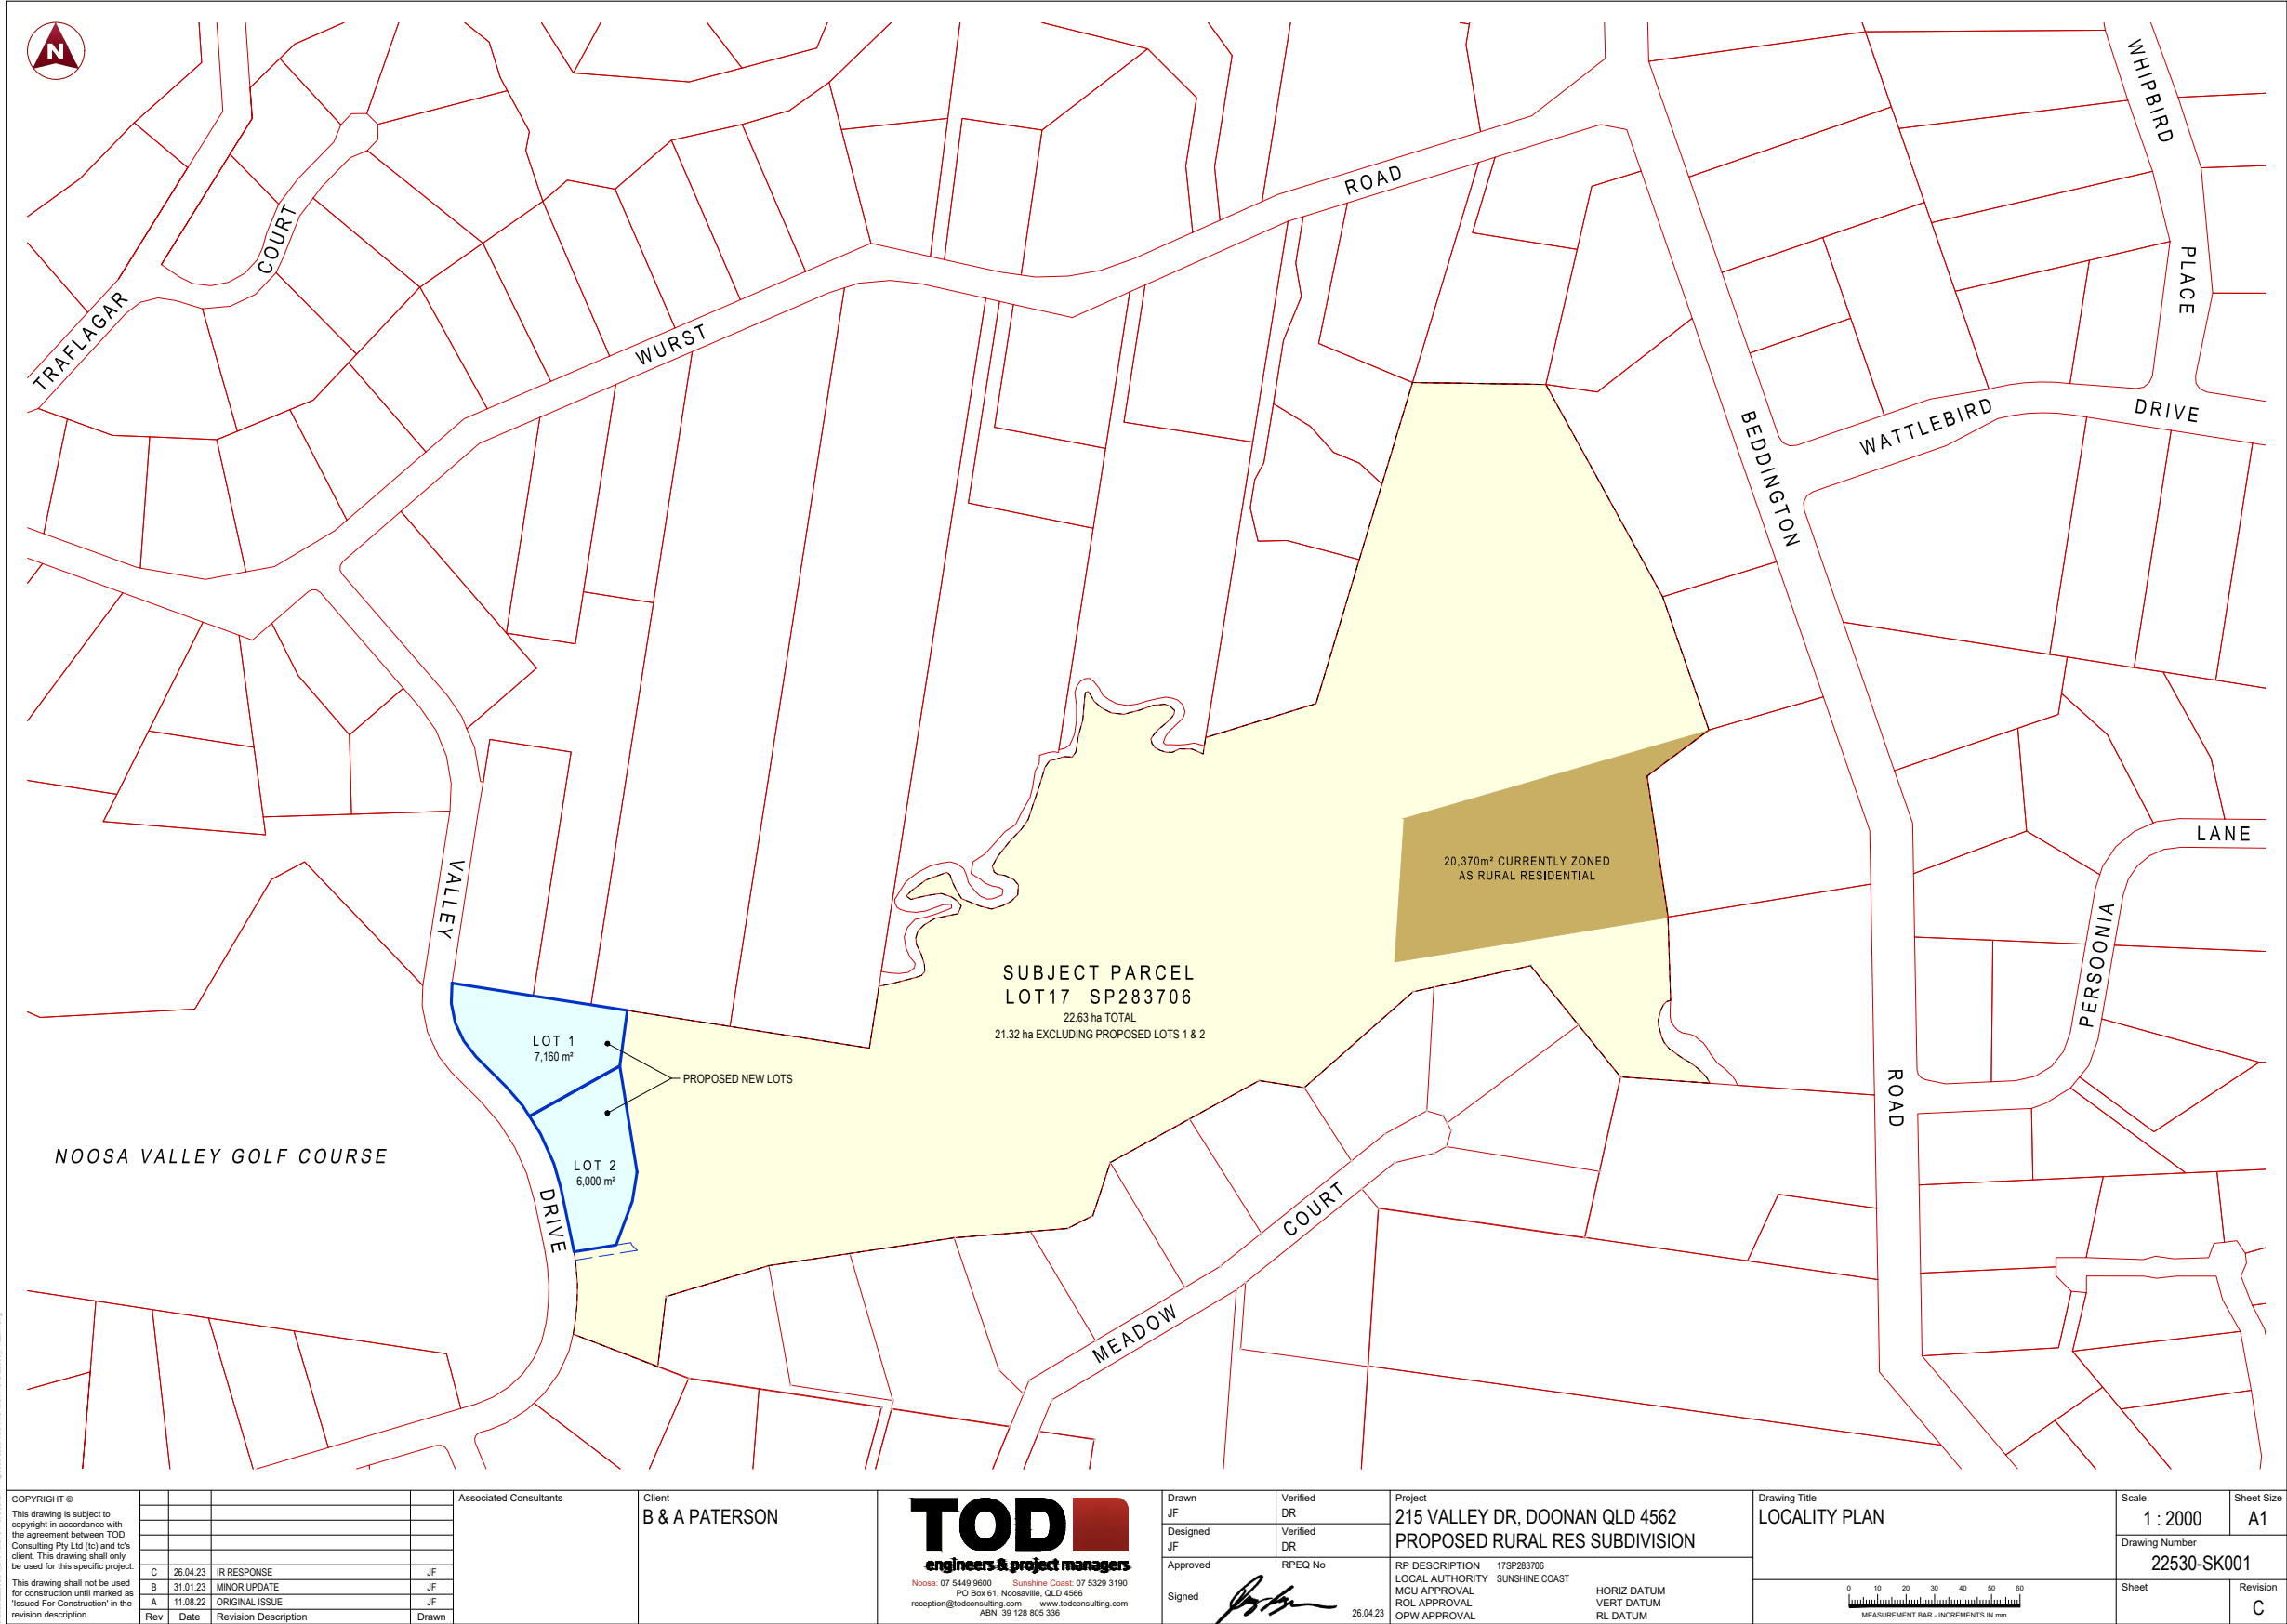 N
WHIPBIRD
PLACE
ROAD
COURT
TRAFLAGAR
WURST
BEDDINGTON
WATTLEBIRD
DRIVE
LANE
20,370m² CURRENTLY ZONED
AS RURAL RESIDENTIAL
VALLEY
PERSOONIA
SUBJECT PARCEL
LOT17 SP283706
22.63 ha TOTAL
21.32 ha EXCLUDING PROPOSED LOTS 1 & 2
LOT 1
7,160 m²
PROPOSED NEW LOTS
ROAD
NOOSA VALLEY GOLF COURSE
LOT 2
6,000 m²
DRIVE
COURT
MEADOW
COPYRIGHT ©
This drawing is subject to
copyright in accordance with
the agreement between TOD
Consulting Pty Ltd (tc) and tc's
client. This drawing shall only
be used for this specific project.
This drawing shall not be used
for construction until marked as
'Issued For Construction' in the
revision description.
C 26.04.23 IR RESPONSE JF
B 31.01.23 MINOR UPDATE JF
A 11.08.22 ORIGINAL ISSUE JF
Rev Date Revision Description Drawn
Associated Consultants
Client
B & A PATERSON
TOD
engineers & project managers
Noosa: 07 5449 9600 Sunshine Coast: 07 5329 3190
PO Box 61, Noosaville, QLD 4566
reception@todconsulting.com www.todconsulting.com
ABN 39 128 805 336
Drawn
JF
Verified
DR
Designed
JF
Verified
DR
Approved
RPEQ No
Signed
26.04.23
Project
215 VALLEY DR, DOONAN QLD 4562
PROPOSED RURAL RES SUBDIVISION
RP DESCRIPTION 17SP283706
LOCAL AUTHORITY SUNSHINE COAST
MCU APPROVAL HORIZ DATUM
ROL APPROVAL VERT DATUM
OPW APPROVAL RL DATUM
Drawing Title
LOCALITY PLAN
0 10 20 30 40 50 60
MEASUREMENT BAR - INCREMENTS IN mm
Scale
1 : 2000
Sheet Size
A1
Drawing Number
22530-SK001
Sheet
Revision
C